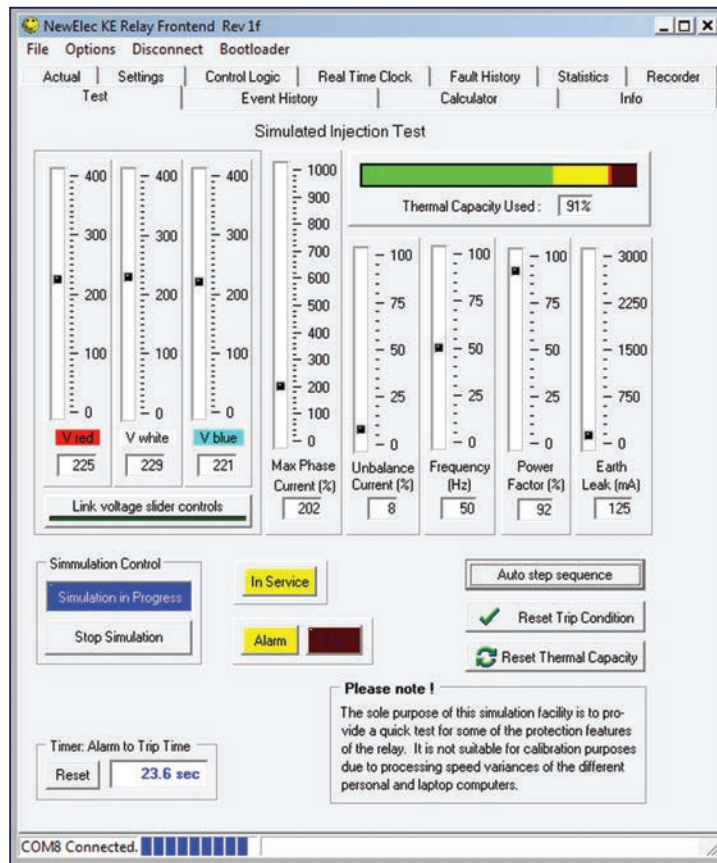 NewElec KE Relay Frontend Rev 1f
File Options Disconnect Bootloader
Actual Settings Control Logic Real Time Clock Fault History Statistics Recorder
Test Event History Calculator Info
Simulated Injection Test
400 400 400 1000
900
300 300 300 800
700
200 200 200 600
500
400
100 100 100 300
200
100
0 0 0 0
Thermal Capacity Used : 91%
100 100 100 3000
75 75 75 2250
50 50 50 1500
25 25 25 750
0 0 0 0
V red V white V blue
225 229 221
Link voltage slider controls
Max Phase Unbalance Frequency Power Earth
Current (%) Current (%) (Hz) Factor (%) Leak (mA)
202 8 50 92 125
Simmulation Control
Simulation in Progress
Stop Simulation
In Service
Alarm
Auto step sequence
Reset Trip Condition
Reset Thermal Capacity
Please note !
The sole purpose of this simulation facility is to pro-
vide a quick test for some of the protection features
of the relay. It is not suitable for calibration purposes
due to processing speed variances of the different
personal and laptop computers.
Timer: Alarm to Trip Time
Reset 23.6 sec
COM8 Connected.